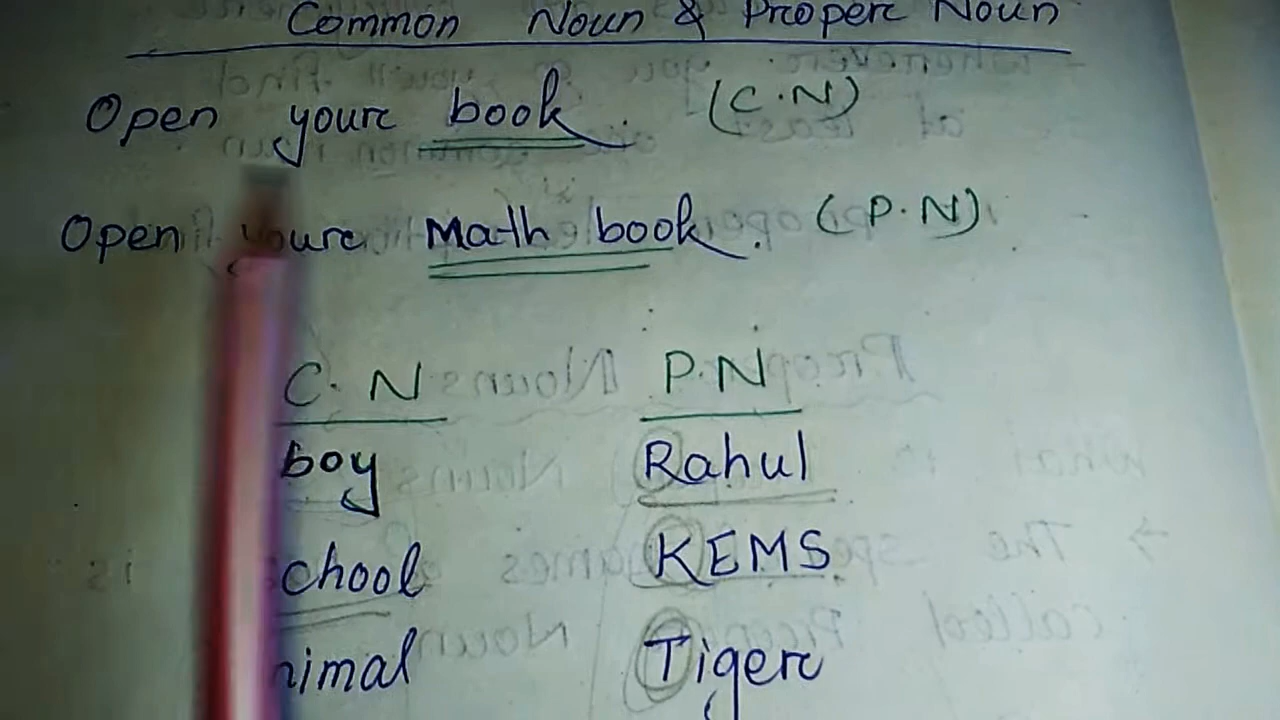 Common Noun & Proper Noun
Open your book. (C.N)
Open your Math book. (P.N)
C.N P.N
boy Rahul
chool KEMS
nimal Tiger